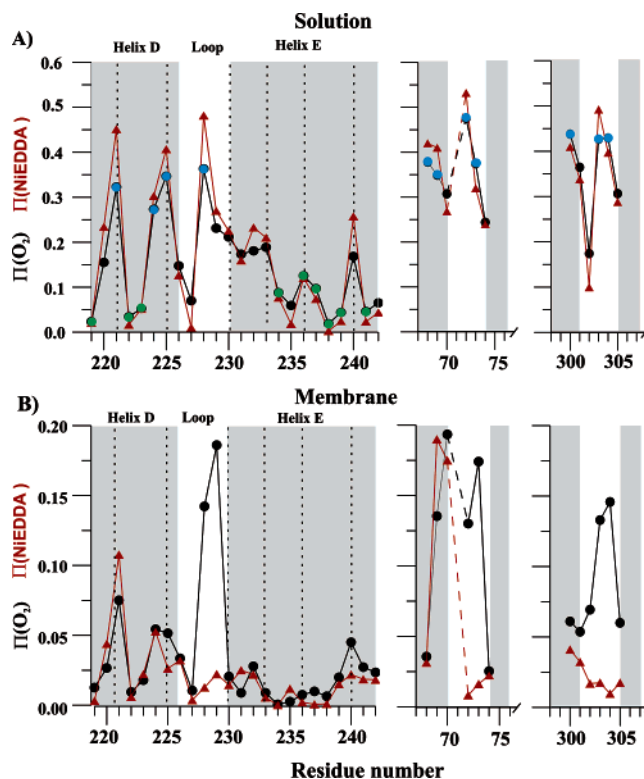 Solution
A)
Helix D Loop Helix E
0.6
0.5
0.4
0.3
0.2
0.1
0.0
Π(NiEDDA)
Π(O₂)
220 225 230 235 240 70 75 300 305
Membrane
B)
Helix D Loop Helix E
0.20
0.15
0.10
0.05
0.00
Π(NiEDDA)
Π(O₂)
220 225 230 235 240 70 75 300 305
Residue number